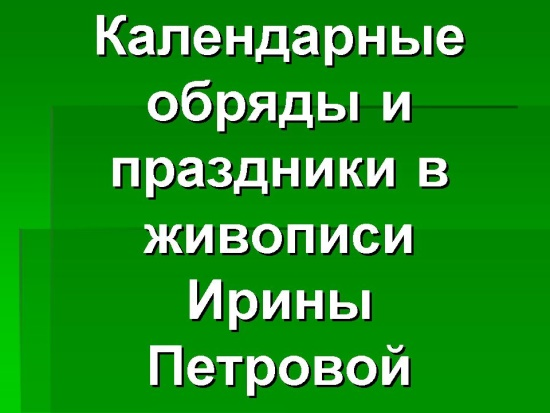 Календарные
обряды и
праздники в
живописи
Ирины
Петровой